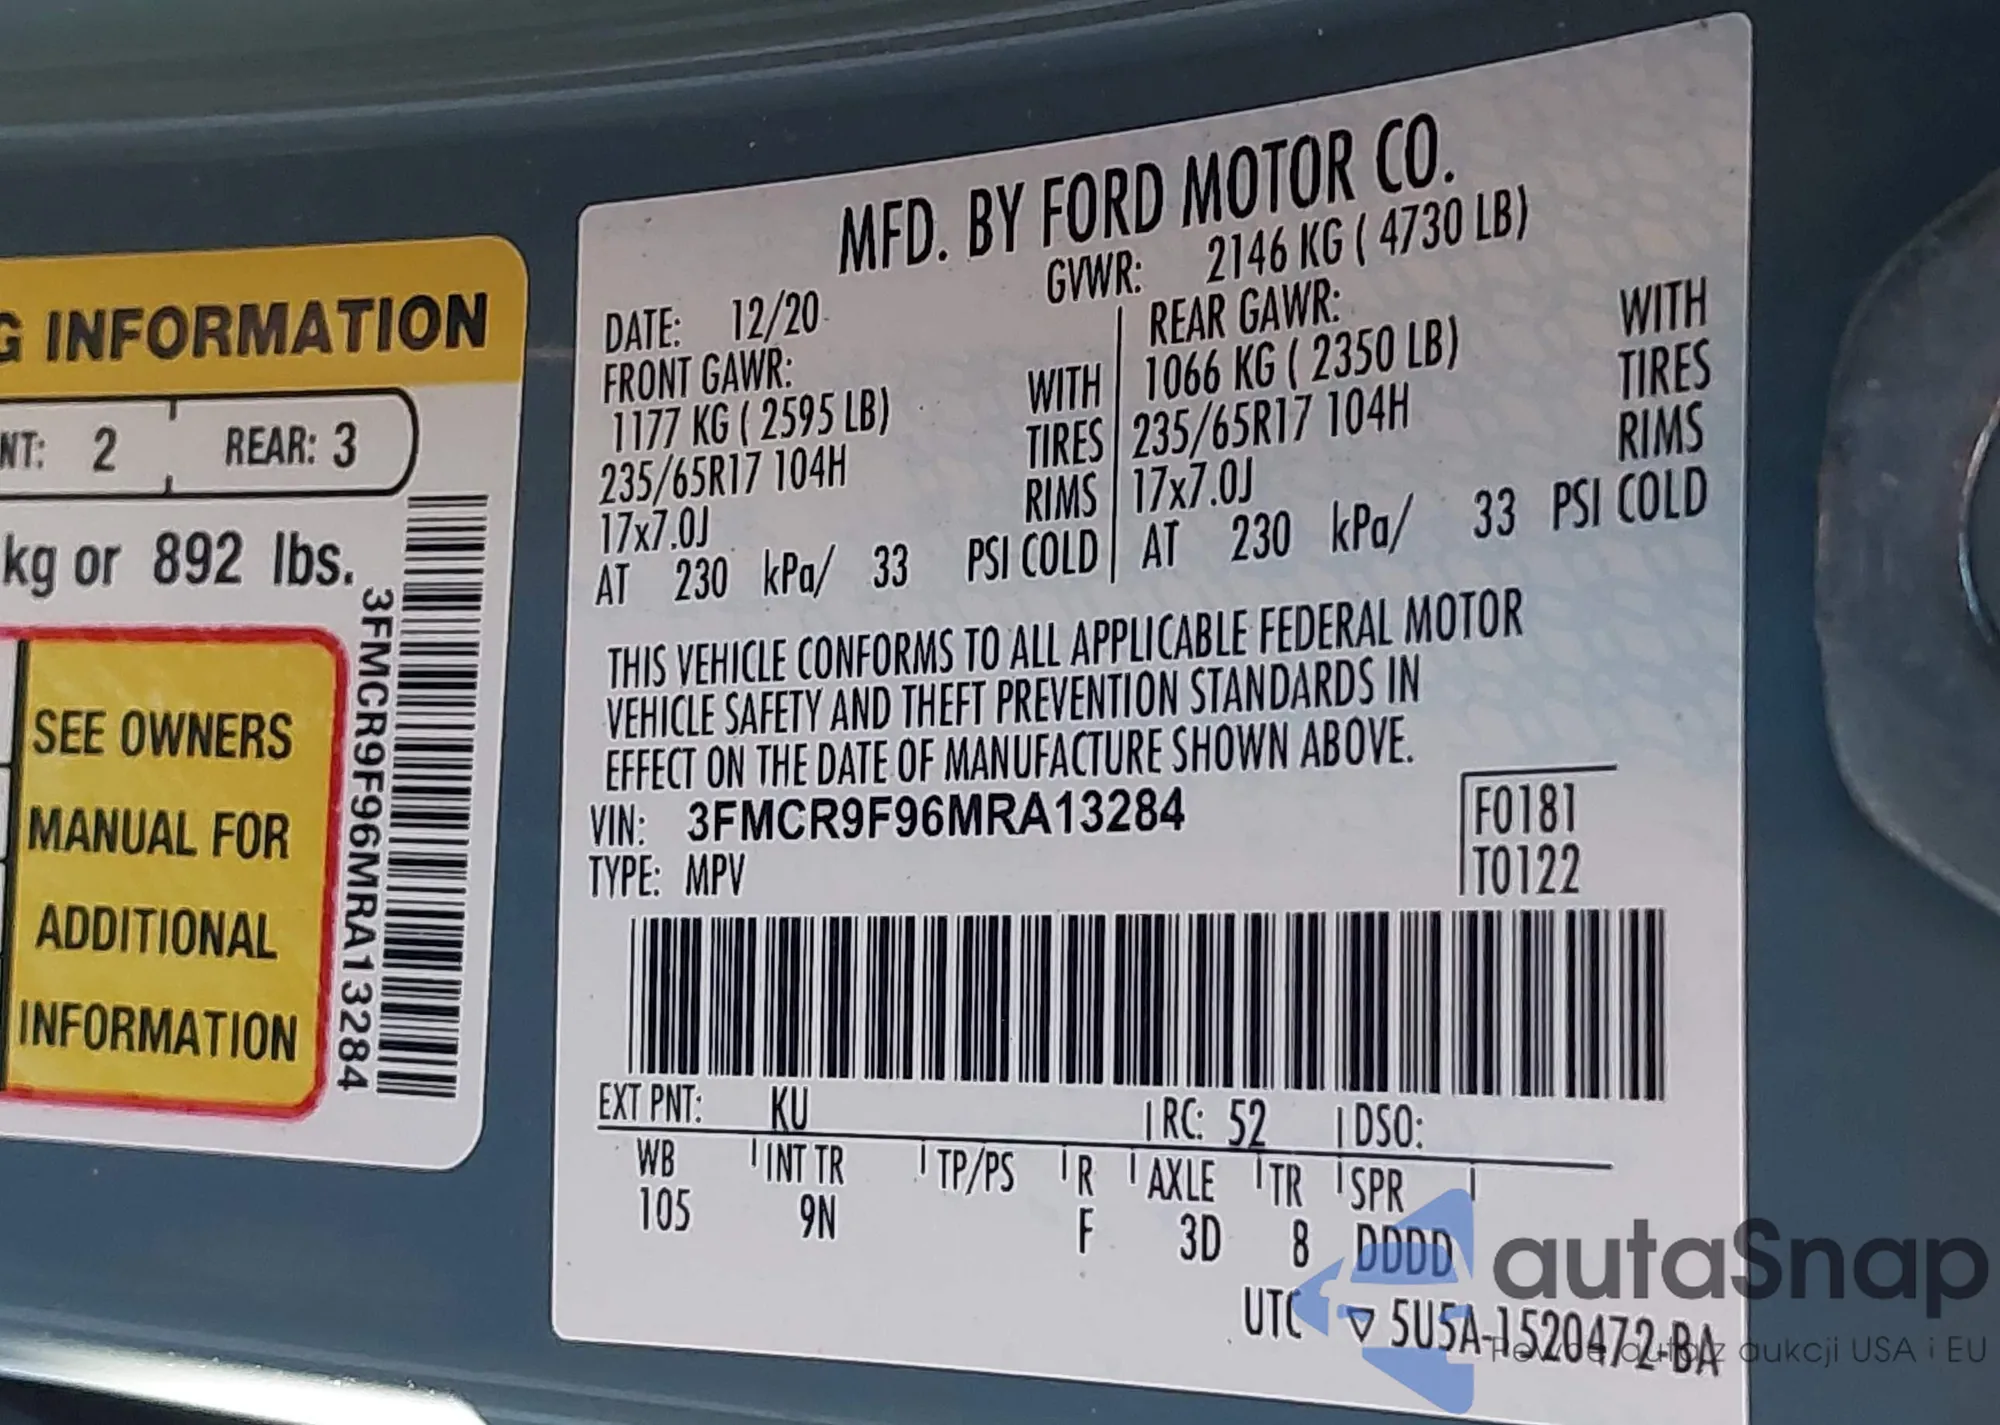 G INFORMATION
NT: 2 REAR: 3
kg or 892 lbs.
3FMCR9F96MRA13284
SEE OWNERS
MANUAL FOR
ADDITIONAL
INFORMATION
MFD. BY FORD MOTOR CO.
DATE: 12/20 GVWR: 2146 KG ( 4730 LB)
FRONT GAWR: REAR GAWR:
1177 KG ( 2595 LB) WITH 1066 KG ( 2350 LB) WITH
235/65R17 104H TIRES 235/65R17 104H TIRES
17x7.0J RIMS 17x7.0J RIMS
AT 230 kPa/ 33 PSI COLD AT 230 kPa/ 33 PSI COLD
THIS VEHICLE CONFORMS TO ALL APPLICABLE FEDERAL MOTOR
VEHICLE SAFETY AND THEFT PREVENTION STANDARDS IN
EFFECT ON THE DATE OF MANUFACTURE SHOWN ABOVE.
VIN: 3FMCR9F96MRA13284 F0181
TYPE: MPV T0122
EXT PNT: KU RC: 52 DSO:
WB INT TR TP/PS R AXLE TR SPR
105 9N F 3D 8 DDDD
UTC ▽ 5U5A-1520472-BA
autaSnap
Pewne auta z aukcji USA i EU